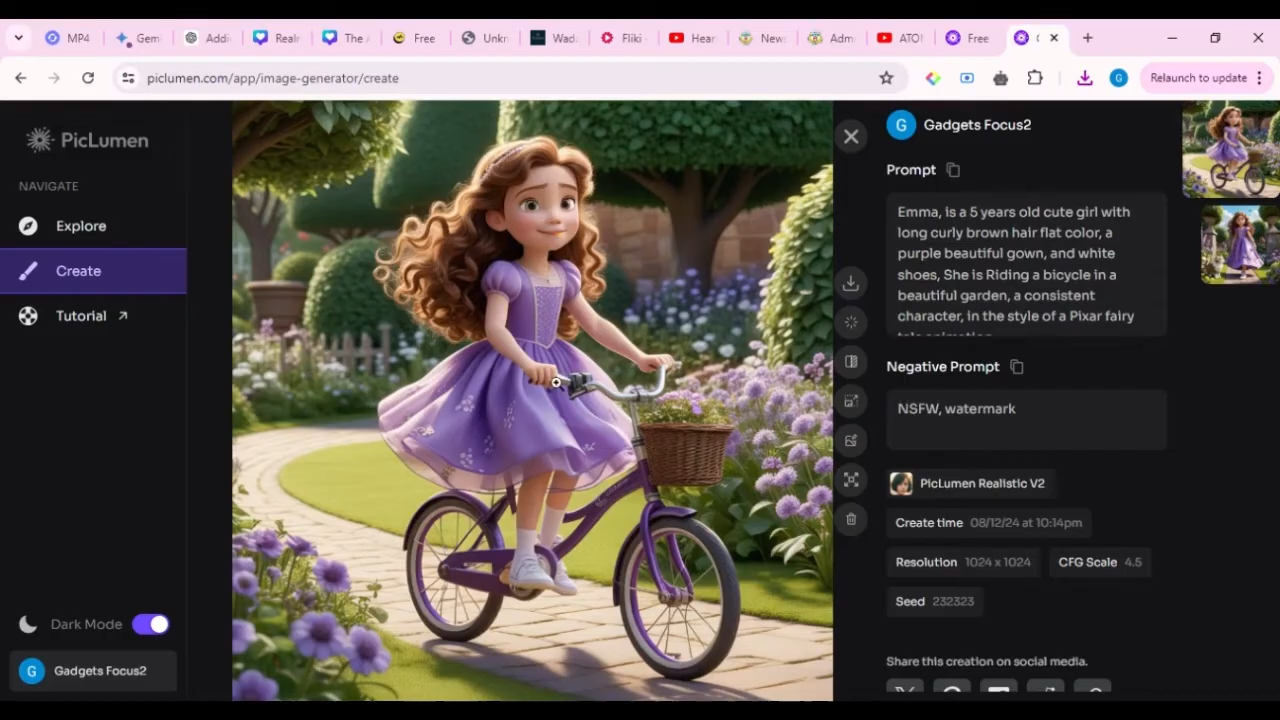 MP4
Gem
Addi
Realr
The A
Free
Unkn
Wad
Fliki
Hear
News
Adm
ATO!
Free
piclumen.com/app/image-generator/create
G
Relaunch to update
PicLumen
NAVIGATE
Explore
Create
Tutorial
Dark Mode
G
Gadgets Focus2
G
Gadgets Focus2
Prompt
Emma, is a 5 years old cute girl with
long curly brown hair flat color, a
purple beautiful gown, and white
shoes, She is Riding a bicycle in a
beautiful garden, a consistent
character, in the style of a Pixar fairy
tale animation
Negative Prompt
NSFW, watermark
PicLumen Realistic V2
Create time 08/12/24 at 10:14pm
Resolution 1024 x 1024
CFG Scale 4.5
Seed 232323
Share this creation on social media.